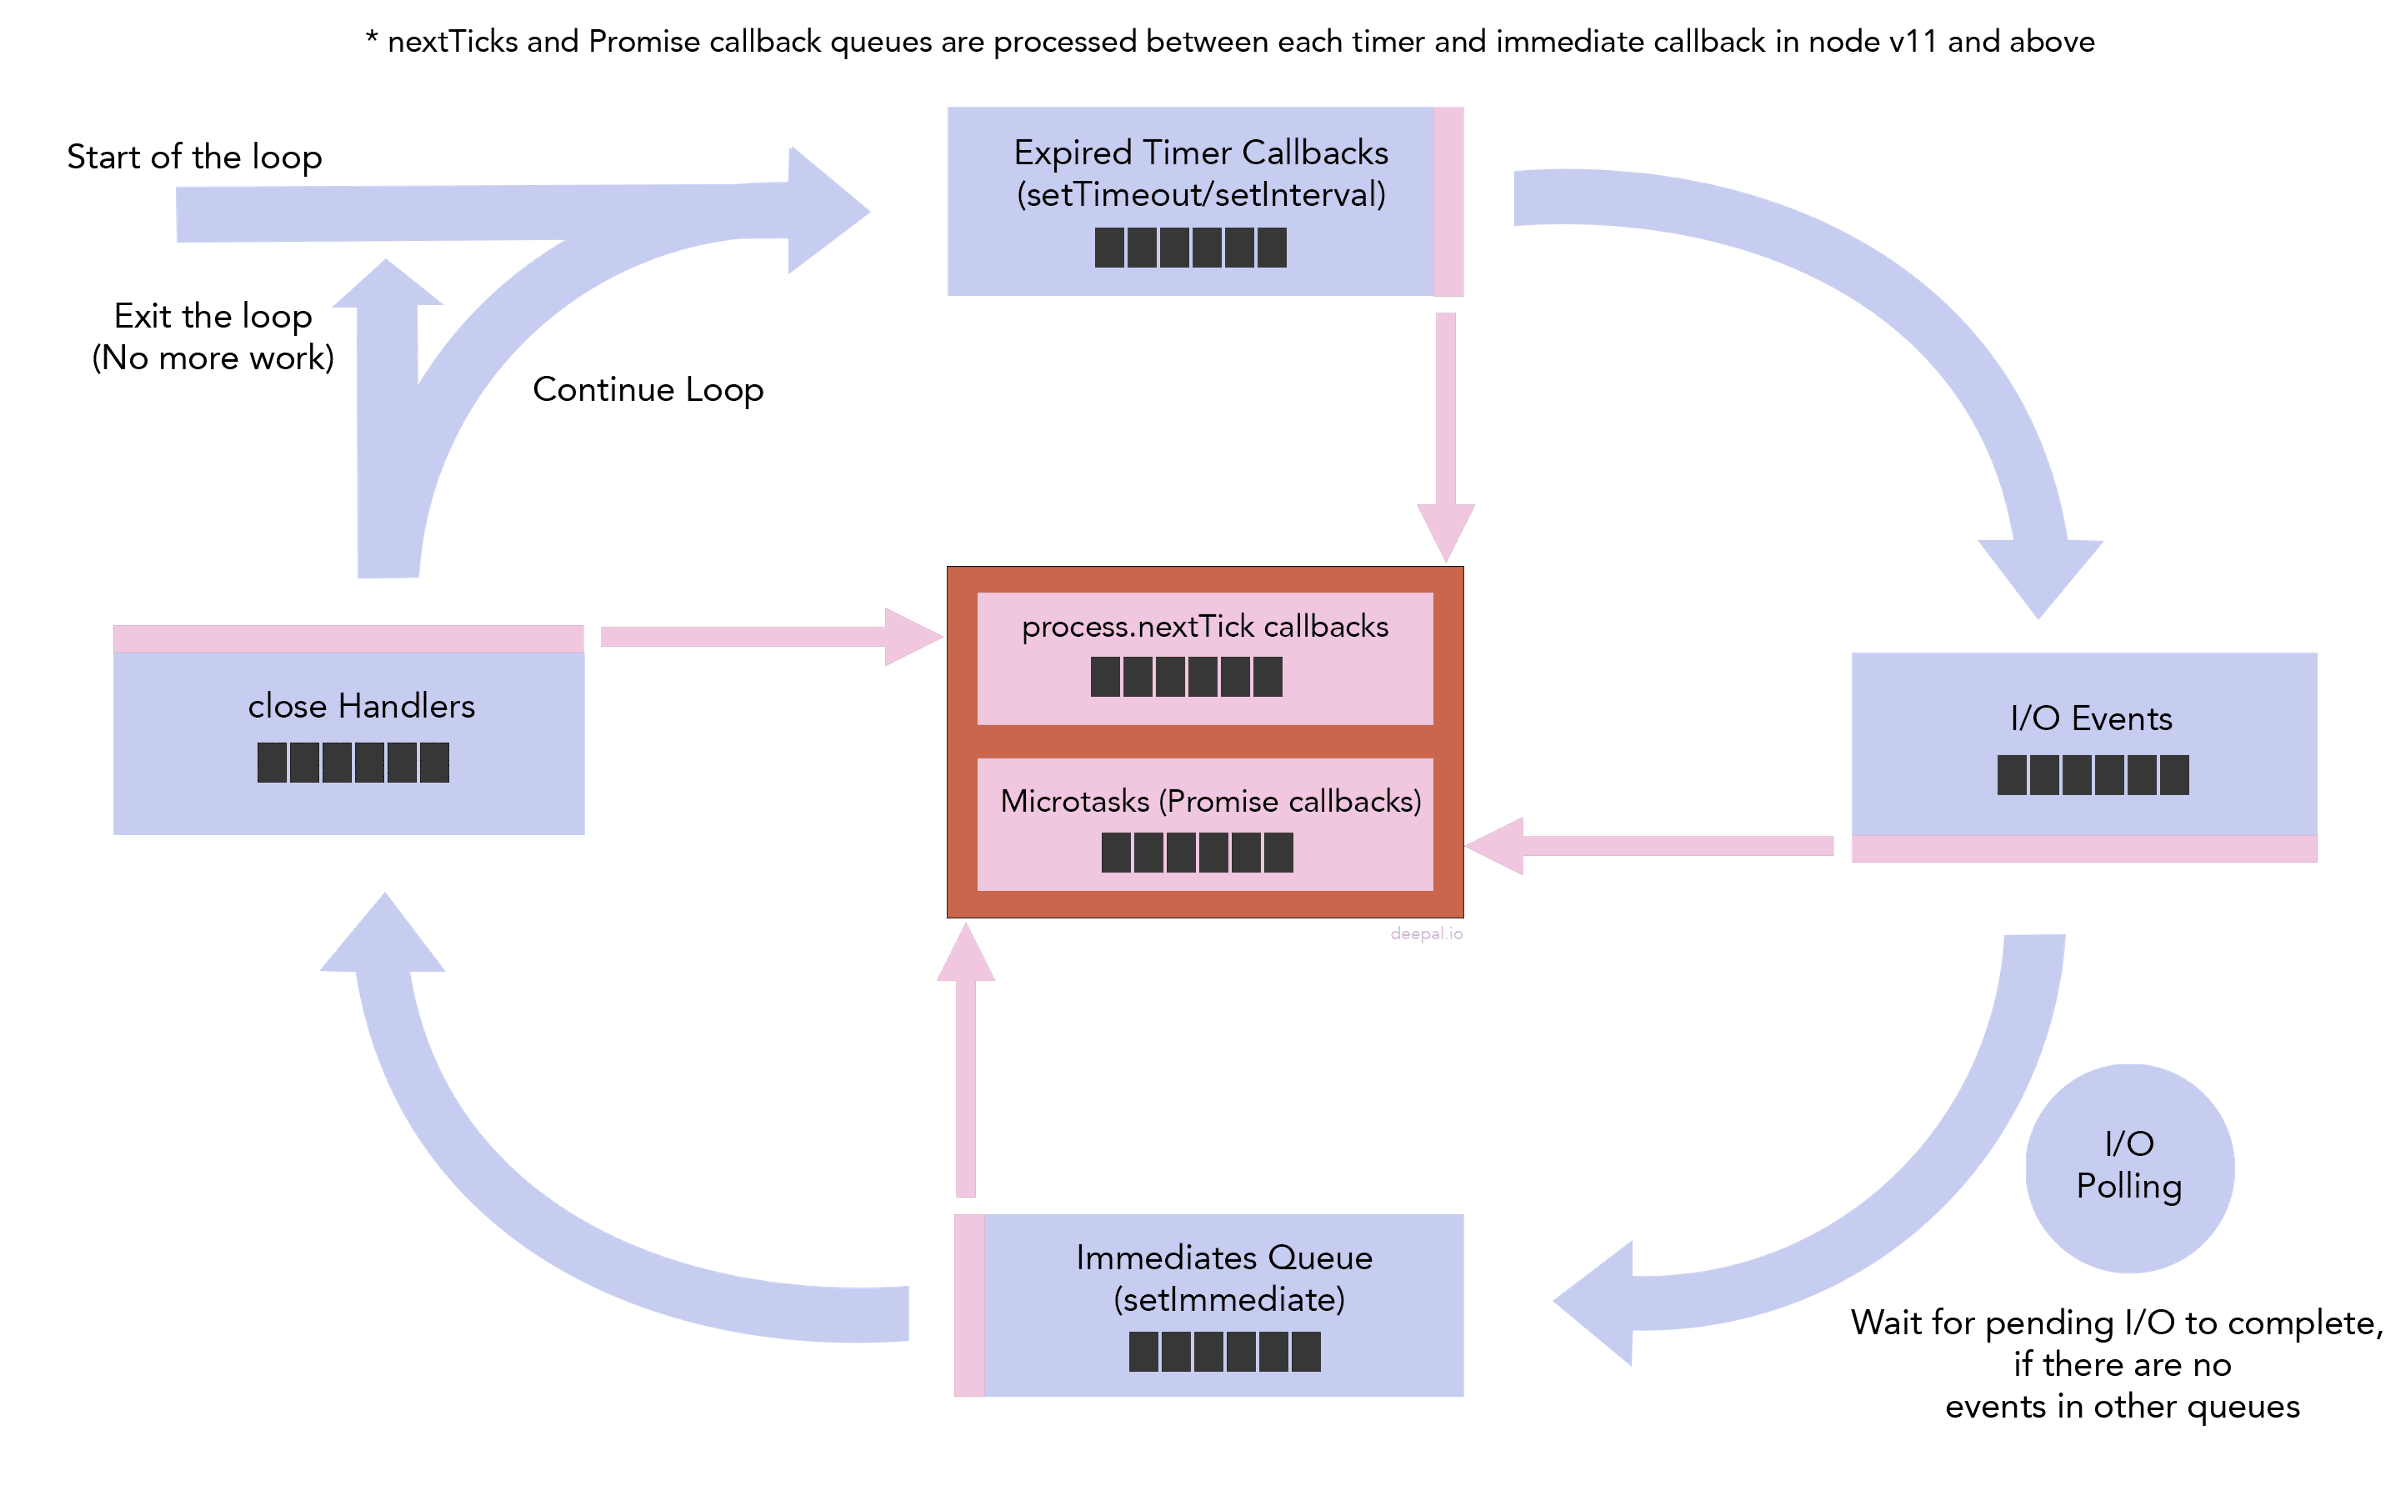 * nextTicks and Promise callback queues are processed between each timer and immediate callback in node v11 and above
Start of the loop
Expired Timer Callbacks
(setTimeout/setInterval)
Exit the loop
(No more work)
Continue Loop
process.nextTick callbacks
close Handlers
I/O Events
Microtasks (Promise callbacks)
deepal.io
I/O
Polling
Immediates Queue
(setImmediate)
Wait for pending I/O to complete,
if there are no
events in other queues